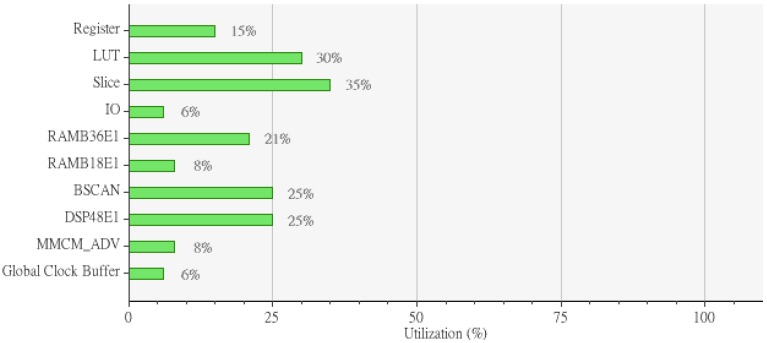 Register 15%
LUT 30%
Slice 35%
IO 6%
RAMB36E1 21%
RAMB18E1 8%
BSCAN 25%
DSP48E1 25%
MMCM_ADV 8%
Global Clock Buffer 6%
0 25 50 75 100
Utilization (%)